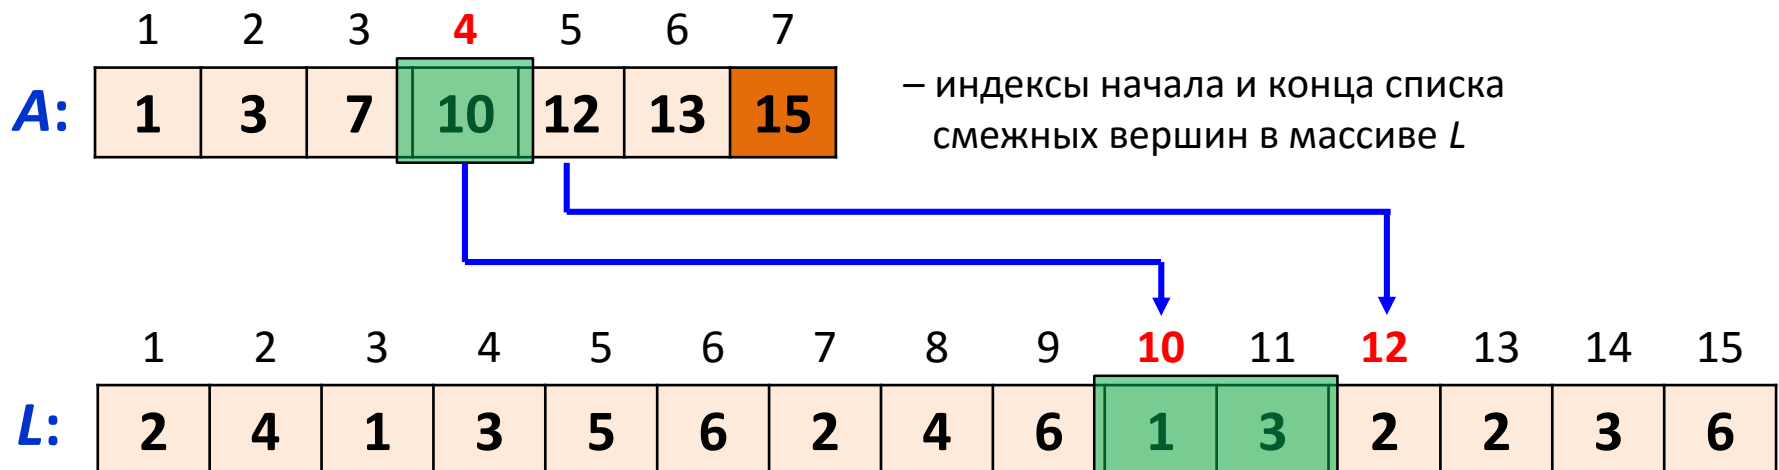 1 2 3 4 5 6 7
A: 1 3 7 10 12 13 15
– индексы начала и конца списка
смежных вершин в массиве L
1 2 3 4 5 6 7 8 9 10 11 12 13 14 15
L: 2 4 1 3 5 6 2 4 6 1 3 2 2 3 6